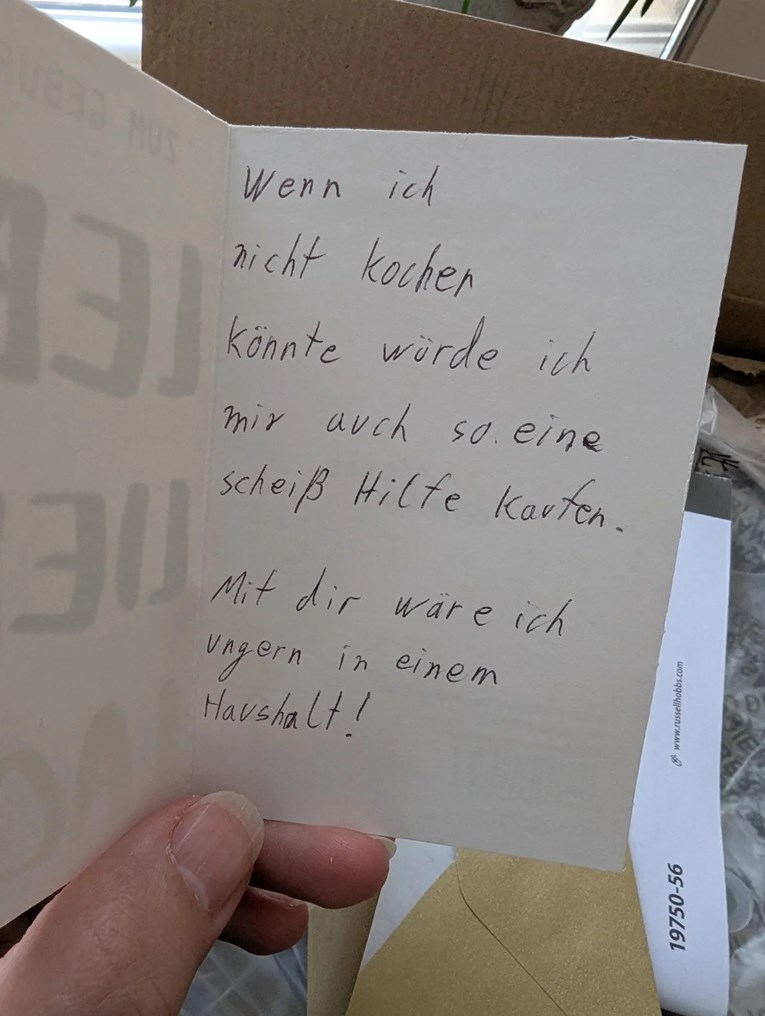 ZUM GEBUR
Wenn ich
nicht kochen
könnte würde ich
mir auch so eine
scheiß Hilfe kaufen.
Mit dir wäre ich
ungern in einem
Haushalt!
www.russellhobbs.com
19750-56